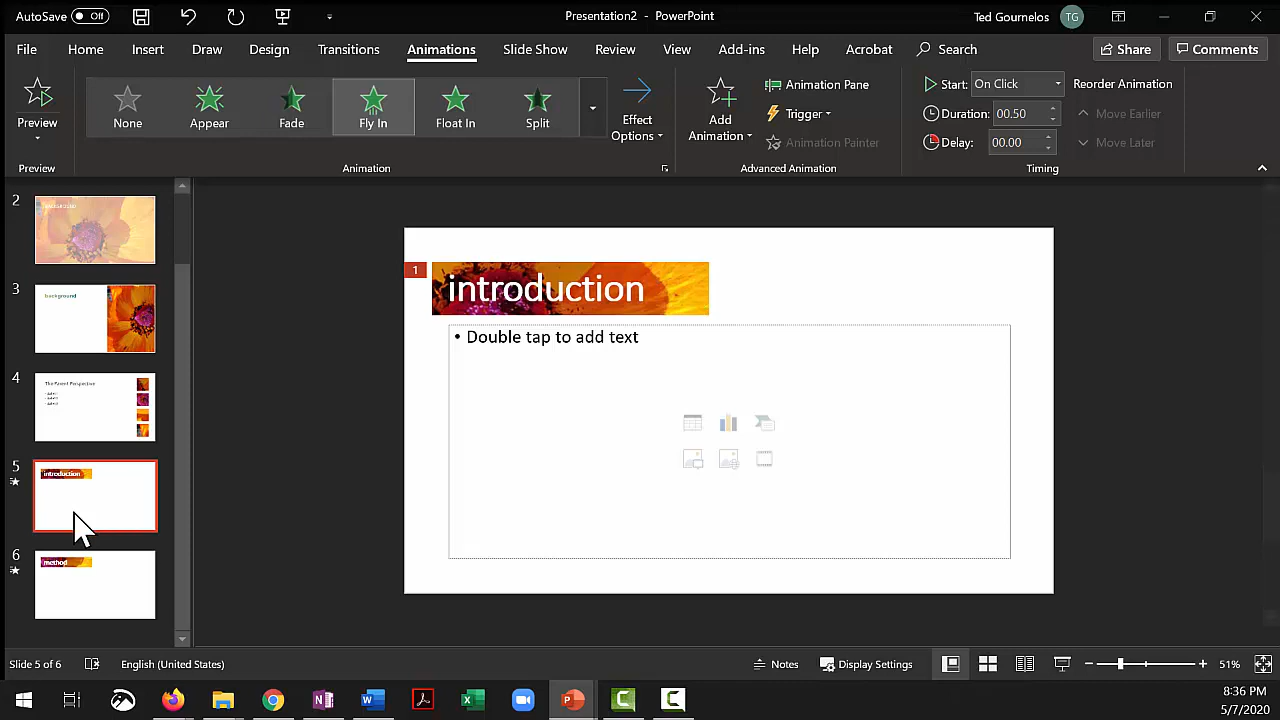 AutoSave Off
Presentation2 - PowerPoint
Ted Gournelos TG
File Home Insert Draw Design Transitions Animations Slide Show Review View Add-ins Help Acrobat Search Share Comments
Preview
None
Appear
Fade
Fly In
Float In
Split
Effect
Options
Add
Animation
Animation Pane
Trigger
Animation Painter
Start: On Click
Duration: 00.50
Delay: 00.00
Reorder Animation
Move Earlier
Move Later
Preview
Animation
Advanced Animation
Timing
2
3
background
4
The Parent Perspective
introduction
6
method
1
introduction
• Double tap to add text
Slide 5 of 6
English (United States)
Notes
Display Settings
51%
8:36 PM
5/7/2020